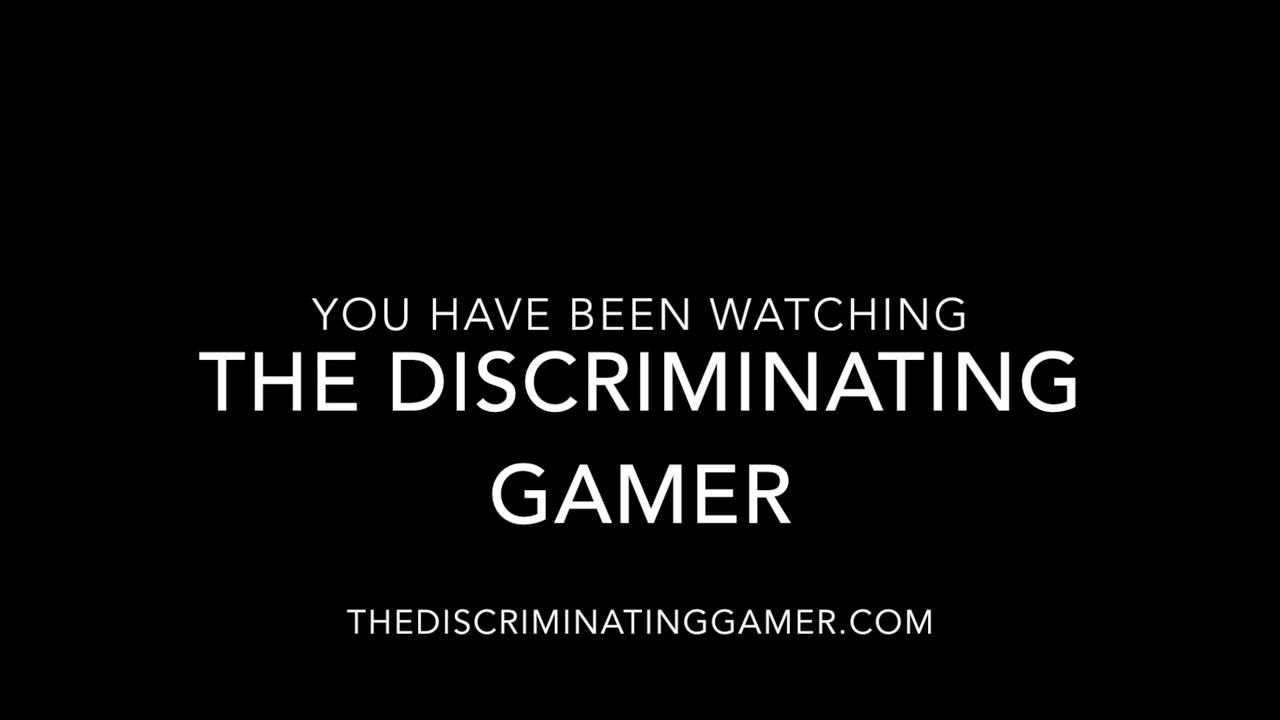 YOU HAVE BEEN WATCHING
THE DISCRIMINATING
GAMER
THEDISCRIMINATINGGAMER.COM